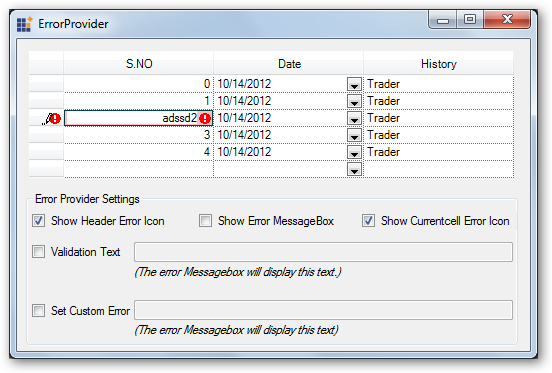 ErrorProvider
S.NO Date History
0 10/14/2012 Trader
1 10/14/2012 Trader
adssd2 10/14/2012 Trader
3 10/14/2012 Trader
4 10/14/2012 Trader
Error Provider Settings
Show Header Error Icon Show Error MessageBox Show Currentcell Error Icon
Validation Text
(The error Messagebox will display this text.)
Set Custom Error
(The error Messagebox will display this text)